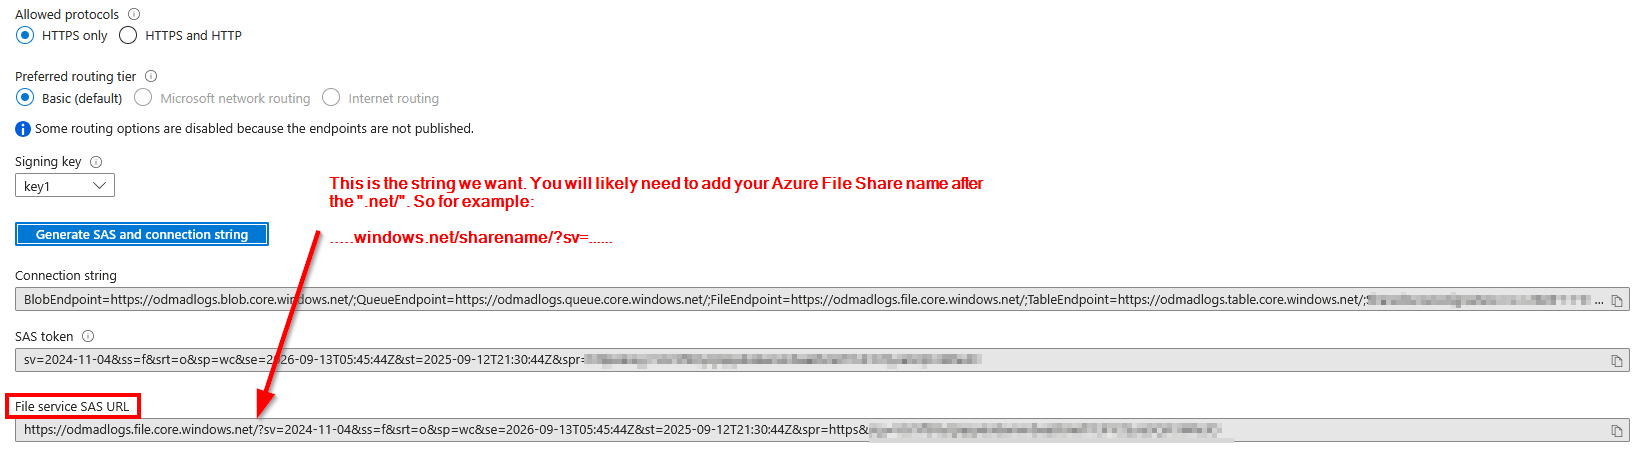 Allowed protocols
HTTPS only HTTPS and HTTP
Preferred routing tier
Basic (default) Microsoft network routing Internet routing
Some routing options are disabled because the endpoints are not published.
Signing key
key1
This is the string we want. You will likely need to add your Azure File Share name after
the ".net/". So for example:
.....windows.net/sharename/?sv=......
Generate SAS and connection string
Connection string
BlobEndpoint=https://odmadlogs.blob.core.windows.net/;QueueEndpoint=https://odmadlogs.queue.core.windows.net/;FileEndpoint=https://odmadlogs.file.core.windows.net/;TableEndpoint=https://odmadlogs.table.core.windows.net/; ...
SAS token
sv=2024-11-04&ss=f&srt=o&sp=wc&se=2026-09-13T05:45:44Z&st=2025-09-12T21:30:44Z&spr=
File service SAS URL
https://odmadlogs.file.core.windows.net/?sv=2024-11-04&ss=f&srt=o&sp=wc&se=2026-09-13T05:45:44Z&st=2025-09-12T21:30:44Z&spr=https&